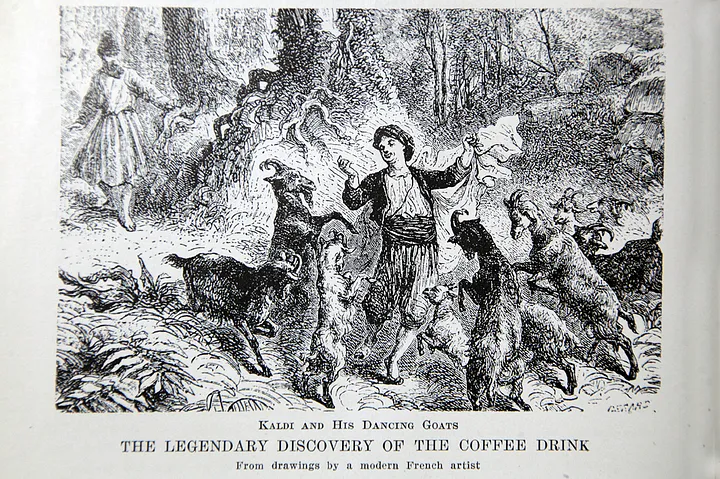 KALDI AND HIS DANCING GOATS
THE LEGENDARY DISCOVERY OF THE COFFEE DRINK
From drawings by a modern French artist